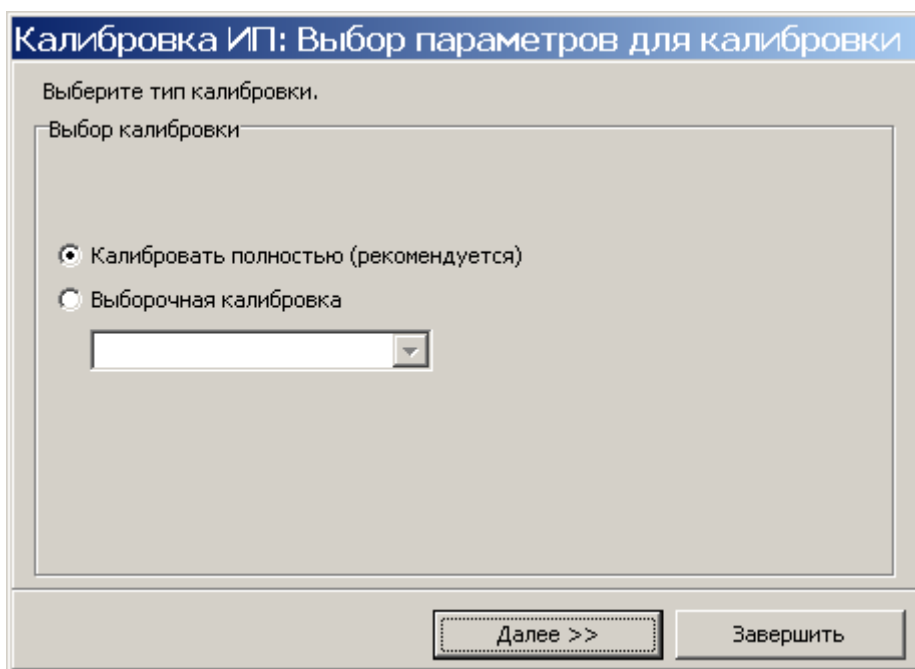 Калибровка ИП: Выбор параметров для калибровки
Выберите тип калибровки.
Выбор калибровки
Калибровать полностью (рекомендуется)
Выборочная калибровка
Далее >>
Завершить